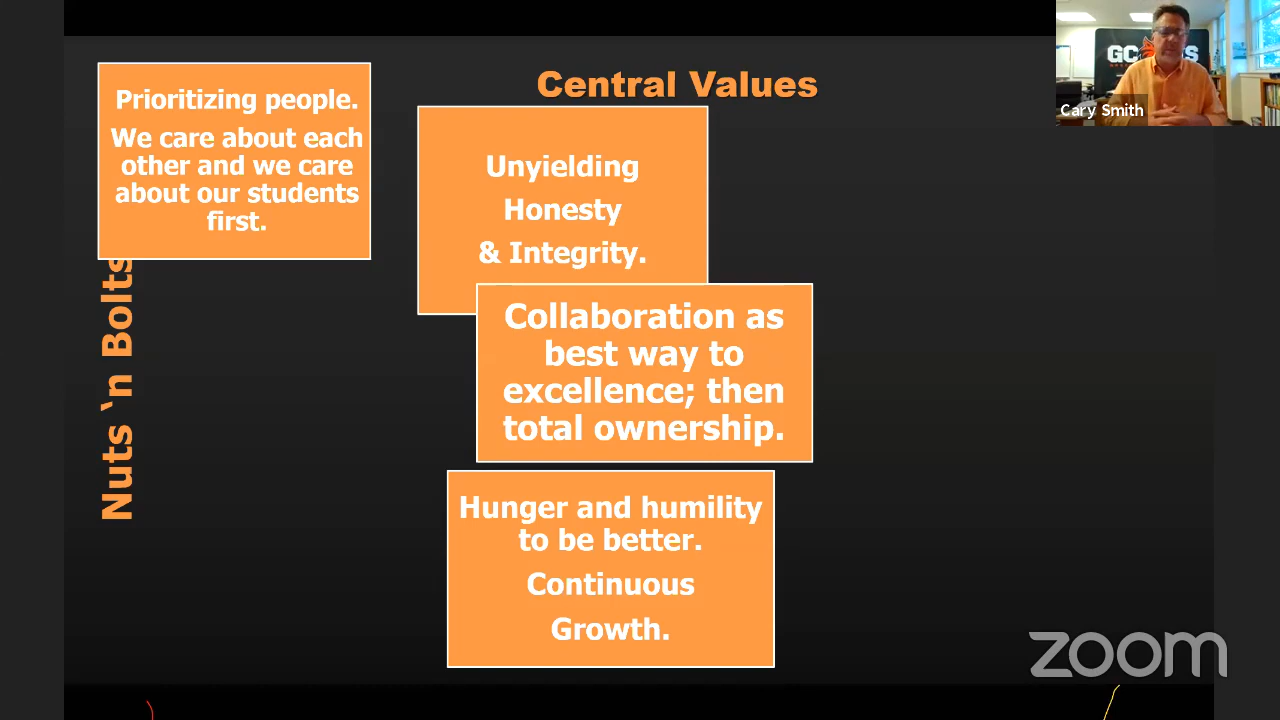 Central Values
Prioritizing people.
We care about each
other and we care
about our students
first.
Unyielding
Honesty
& Integrity.
Collaboration as
best way to
excellence; then
total ownership.
Hunger and humility
to be better.
Continuous
Growth.
Nuts `n Bolts
Cary Smith
zoom